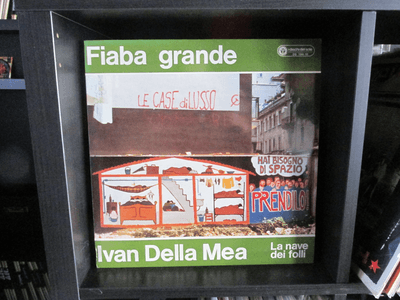 Fiaba grande
LE CASE di LUSSO
HAI BISOGNO
DI SPAZIO
PRENDILO!
Ivan Della Mea
La nave
dei folli